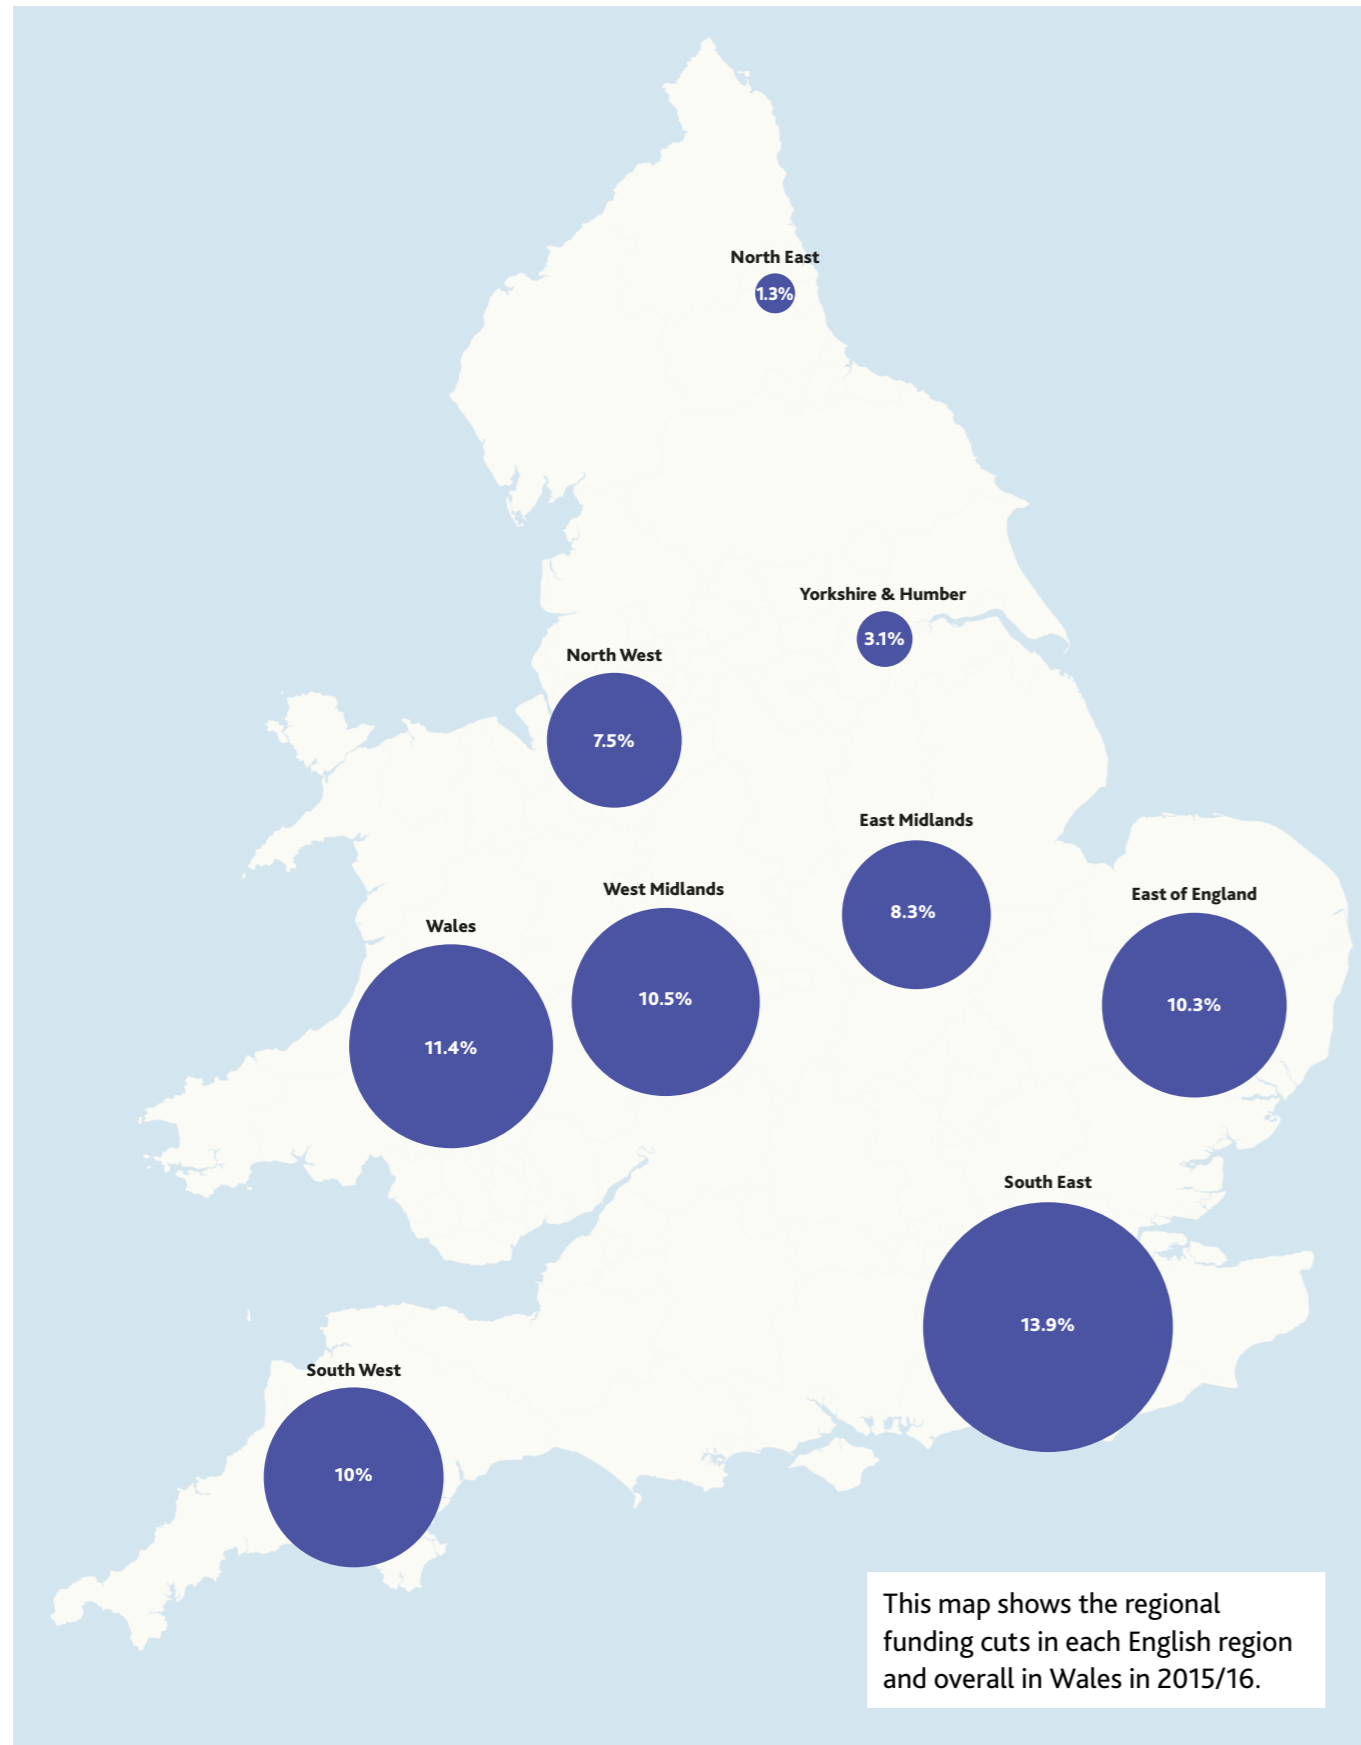 North East
1.3%
Yorkshire & Humber
3.1%
North West
7.5%
East Midlands
8.3%
West Midlands
10.5%
East of England
10.3%
Wales
11.4%
South East
13.9%
South West
10%
This map shows the regional
funding cuts in each English region
and overall in Wales in 2015/16.